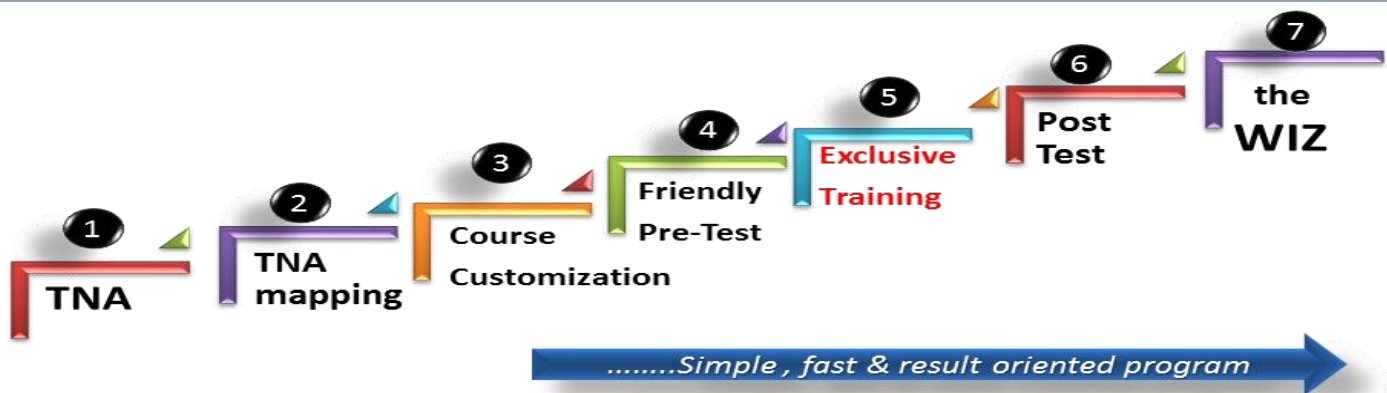 1
TNA
2
TNA
mapping
3
Course
Customization
4
Friendly
Pre-Test
5
Exclusive
Training
6
Post
Test
7
the
WIZ
........Simple , fast & result oriented program